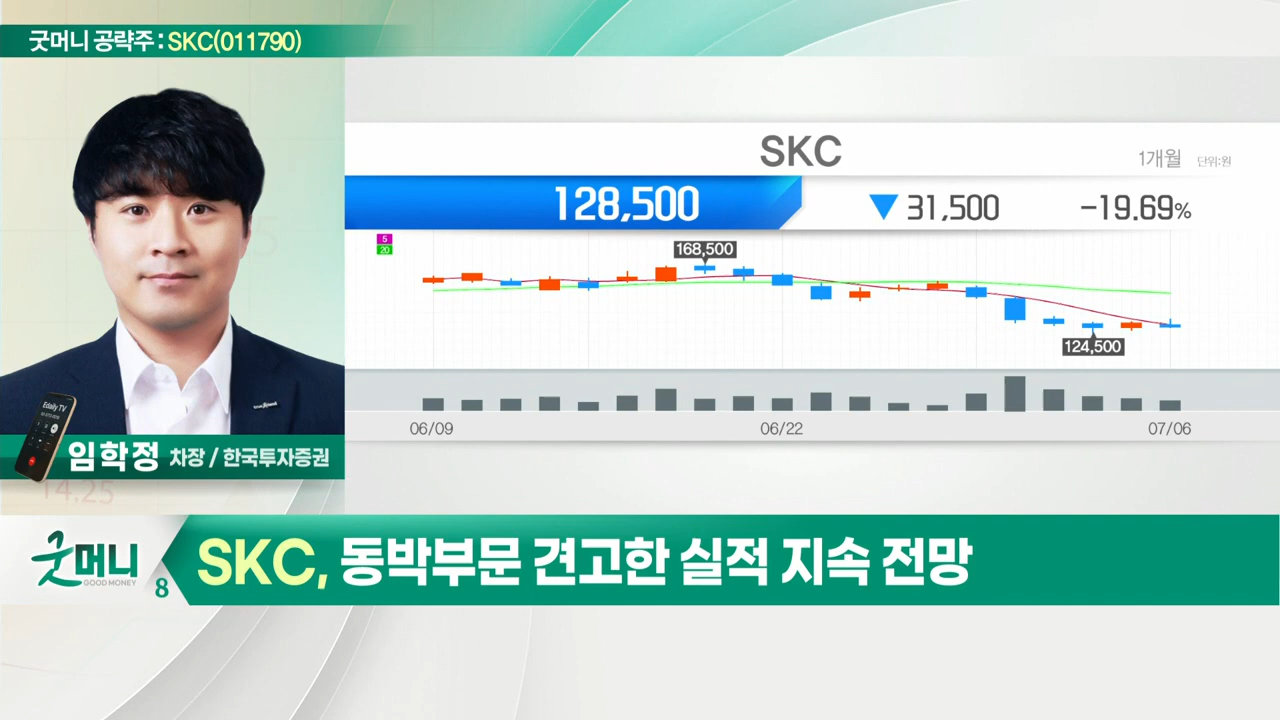 굿머니 공략주 : SKC(011790)
SKC
1개월 단위:원
128,500 ▼ 31,500 -19.69%
5
20
168,500
124,500
06/09 06/22 07/06
Edaily TV
임학정 차장 / 한국투자증권
14.25
굿머니
GOOD MONEY
8
SKC, 동박부문 견고한 실적 지속 전망